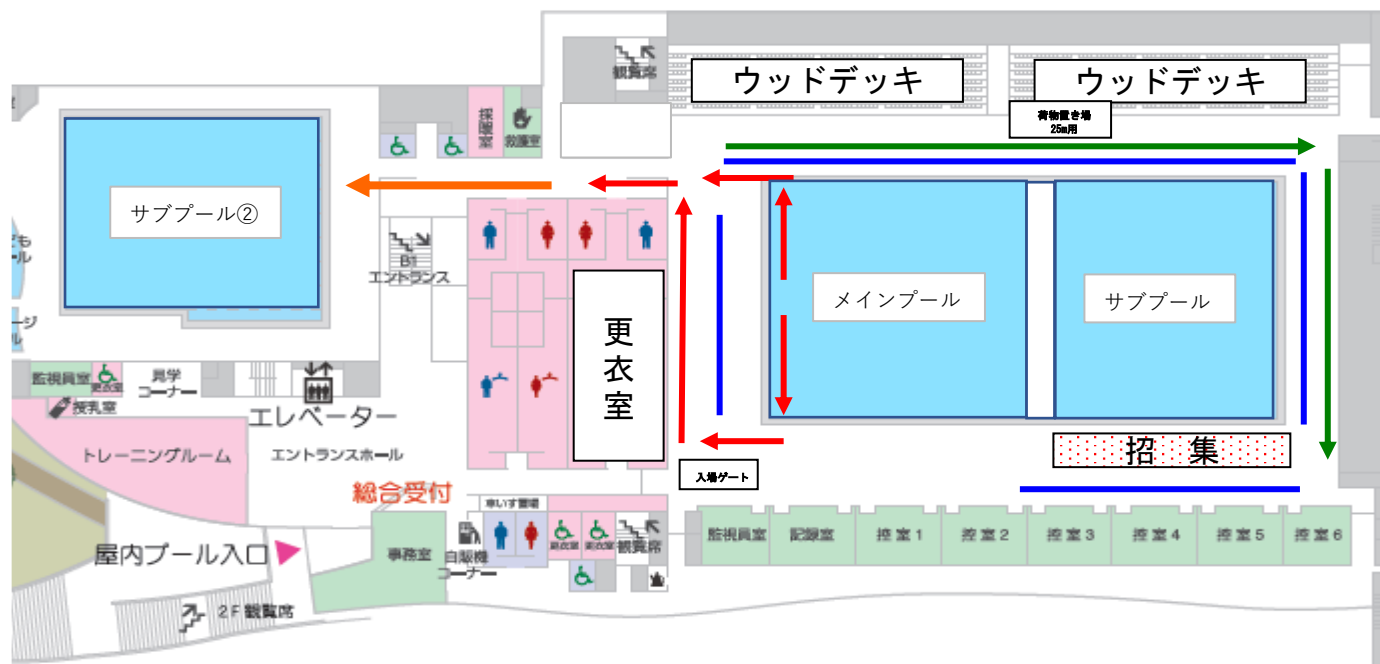 観覧席
ウッドデッキ
ウッドデッキ
荷物置き場
25m用
採暖室
救護室
サブプール②
B1
エントランス
メインプール
サブプール
更衣室
監視員室
更衣室
見学
コーナー
授乳室
エレベーター
トレーニングルーム
エントランスホール
総合受付
入場ゲート
招 集
車いす置場
屋内プール入口
事務室
自販機
コーナー
更衣室
更衣室
観覧席
監視員室
記録室
控室1
控室2
控室3
控室4
控室5
控室6
2F観覧席